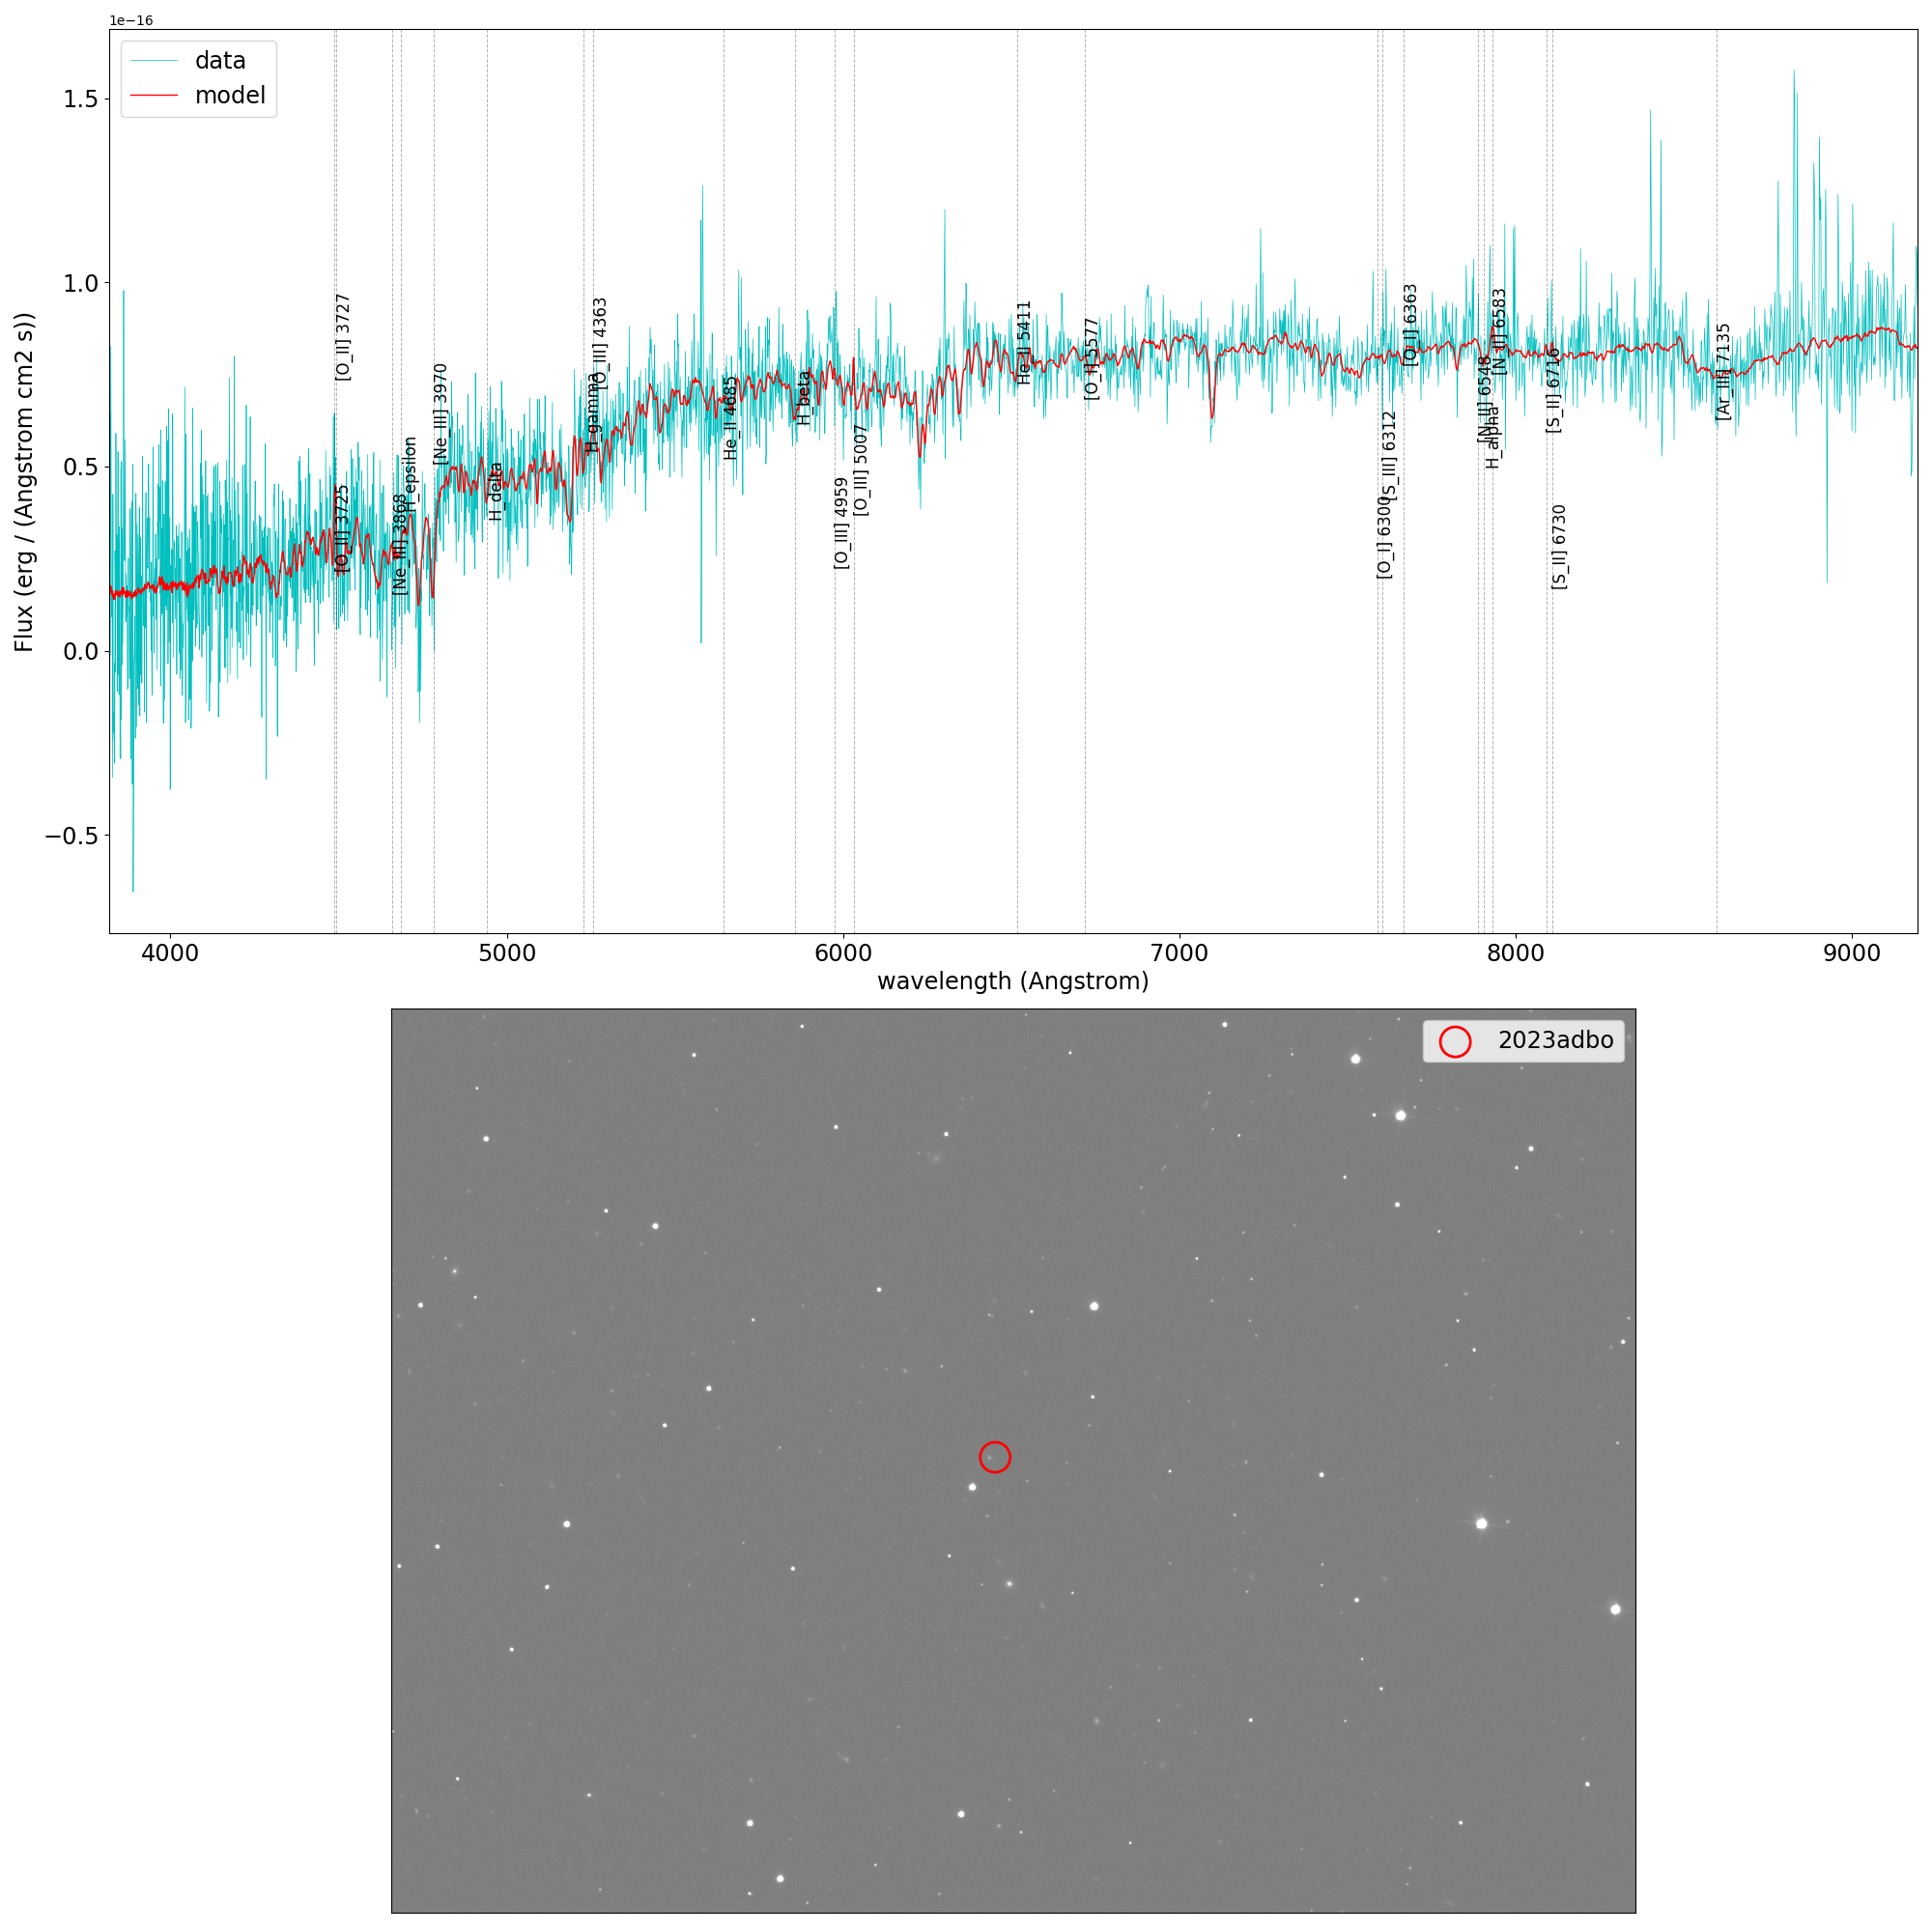 1e−16
data
model
Flux (erg / (Angstrom cm2 s))
1.5
1.0
0.5
0.0
−0.5
[O_II] 3725
[O_II] 3727
[Ne_III] 3868
H_epsilon
[Ne_III] 3970
H_delta
H_gamma
[O_III] 4363
He_II 4685
H_beta
[O_III] 4959
[O_III] 5007
He_II 5411
[O_I] 5577
[O_I] 6300
[S_III] 6312
[O_I] 6363
[N_II] 6548
H_alpha
[N_II] 6583
[S_II] 6716
[S_II] 6730
[Ar_III] 7135
4000 5000 6000 7000 8000 9000
wavelength (Angstrom)
2023adbo